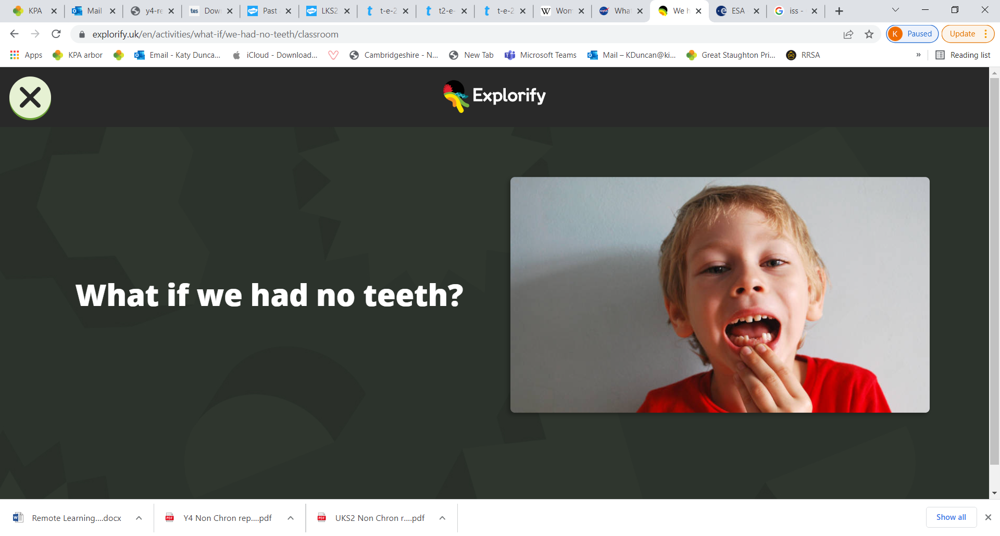 KPA Mail y4-re Dow Past LKS2 t-e-2 t2-e- t-e-2 Wom What We h ESA iss -
explorify.uk/en/activities/what-if/we-had-no-teeth/classroom K Paused Update
Apps KPA arbor Email - Katy Dunca... iCloud - Download... Cambridgeshire - N... New Tab Microsoft Teams Mail – KDuncan@ki... Great Staughton Pri... RRSA » Reading list
Explorify
What if we had no teeth?
Remote Learning....docx Y4 Non Chron rep....pdf UKS2 Non Chron r....pdf Show all